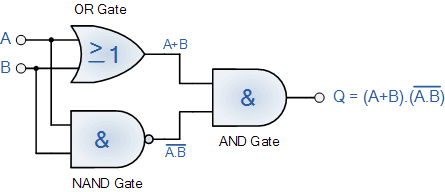 OR Gate
A
B
≥1
A+B
&
A̅.̅B̅
NAND Gate
&
AND Gate
Q = (A+B).(A̅.̅B̅)